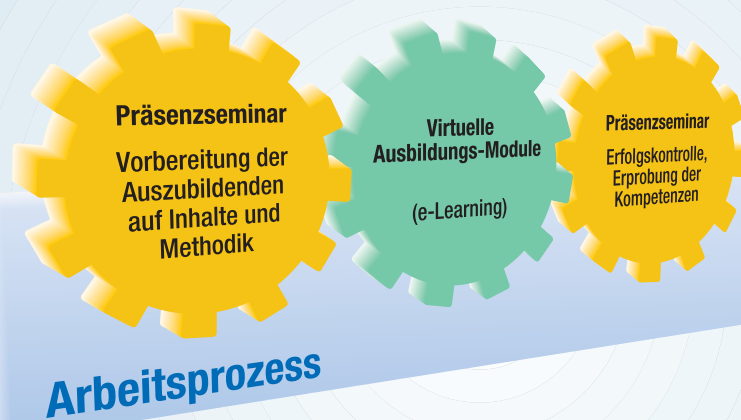 Präsenzseminar
Vorbereitung der
Auszubildenden
auf Inhalte und
Methodik
Virtuelle
Ausbildungs-Module
(e-Learning)
Präsenzseminar
Erfolgskontrolle,
Erprobung der
Kompetenzen
Arbeitsprozess